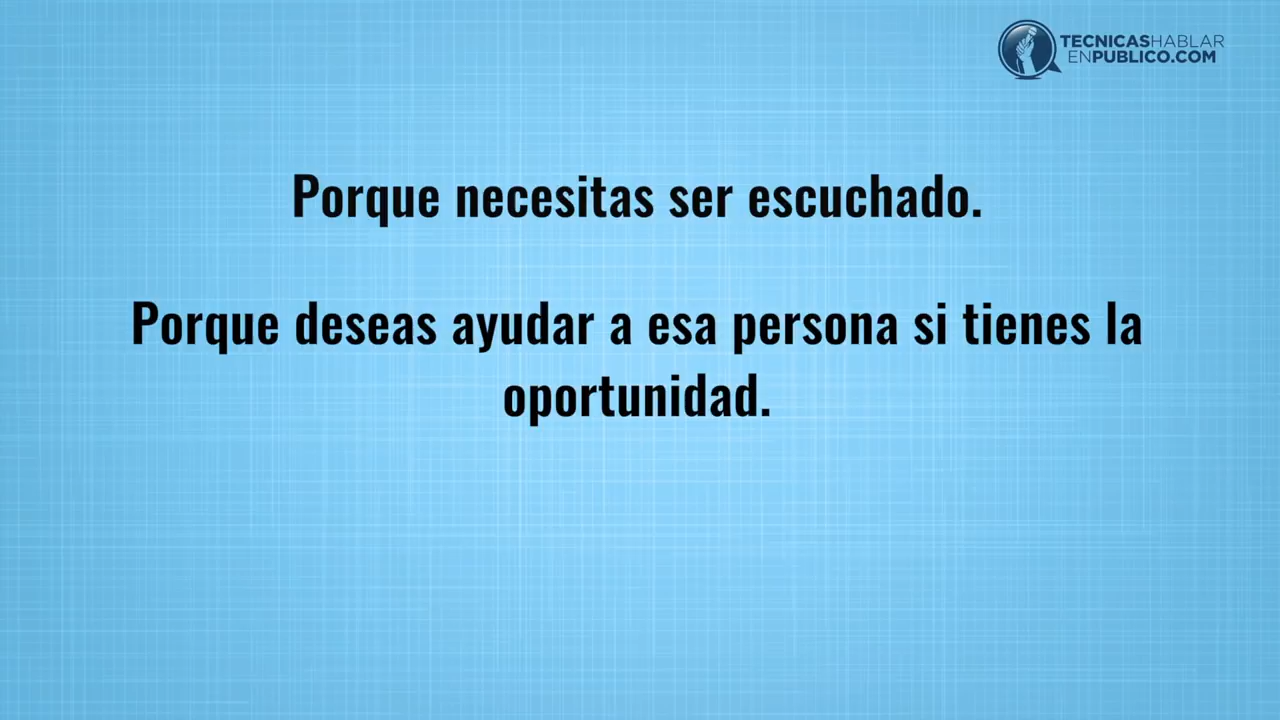 TECNICASHABLAR
ENPUBLICO.COM
Porque necesitas ser escuchado.
Porque deseas ayudar a esa persona si tienes la
oportunidad.